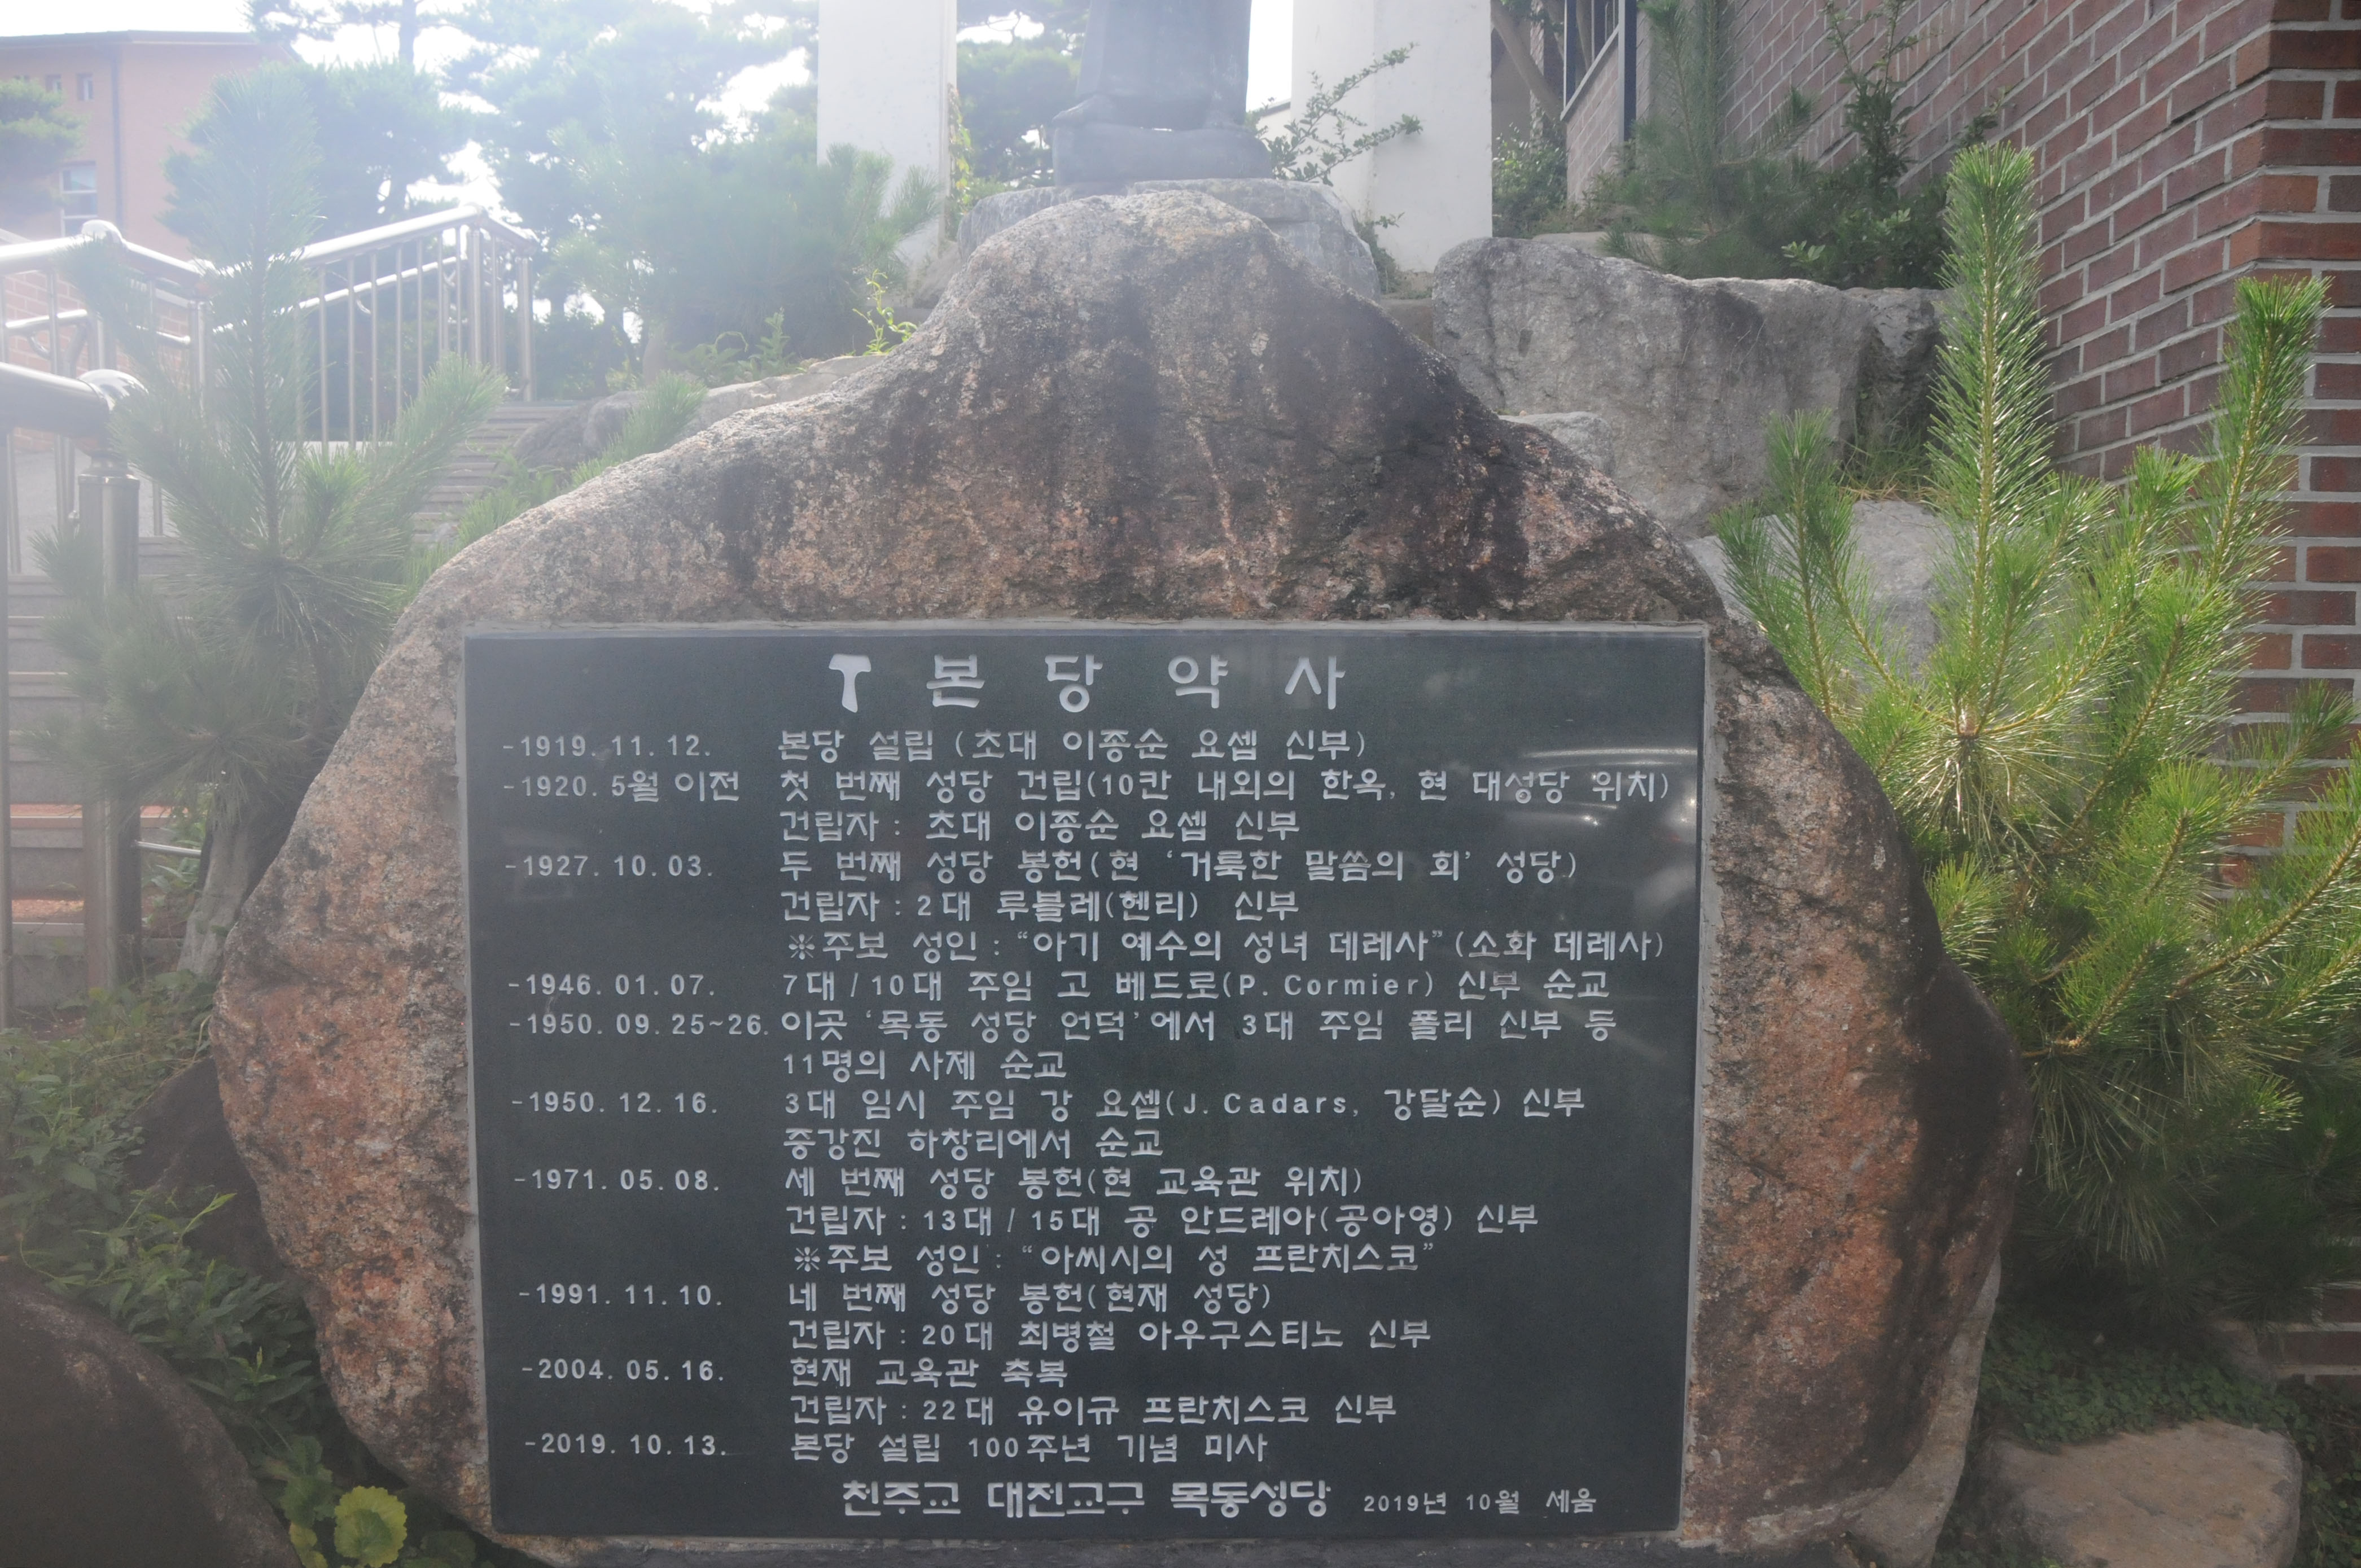 본 당 약 사
-1919. 11. 12. 본당 설립 (초대 이종순 요셉 신부)
-1920. 5월 이전 첫 번째 성당 건립(10칸 내외의 한옥, 현 대성당 위치)
건립자 : 초대 이종순 요셉 신부
-1927. 10. 03. 두 번째 성당 봉헌(현 ‘거룩한 말씀의 회’ 성당)
건립자 : 2대 루블레(헨리) 신부
※주보 성인 : “아기 예수의 성녀 데레사” (소화 데레사)
-1946. 01. 07. 7대 / 10대 주임 고 베드로(P. Cormier) 신부 순교
-1950. 09. 25~26. 이곳 ‘목동 성당 언덕’에서 3대 주임 폴리 신부 등
11명의 사제 순교
-1950. 12. 16. 3대 임시 주임 강 요셉(J. Cadars, 강달순) 신부
중강진 하창리에서 순교
-1971. 05. 08. 세 번째 성당 봉헌(현 교육관 위치)
건립자 : 13대 / 15대 공 안드레아(공아영) 신부
※주보 성인 : “아씨시의 성 프란치스코”
-1991. 11. 10. 네 번째 성당 봉헌(현재 성당)
건립자 : 20대 최병철 아우구스티노 신부
-2004. 05. 16. 현재 교육관 축복
건립자 : 22대 유이규 프란치스코 신부
-2019. 10. 13. 본당 설립 100주년 기념 미사
천주교 대전교구 목동성당 2019년 10월 세움